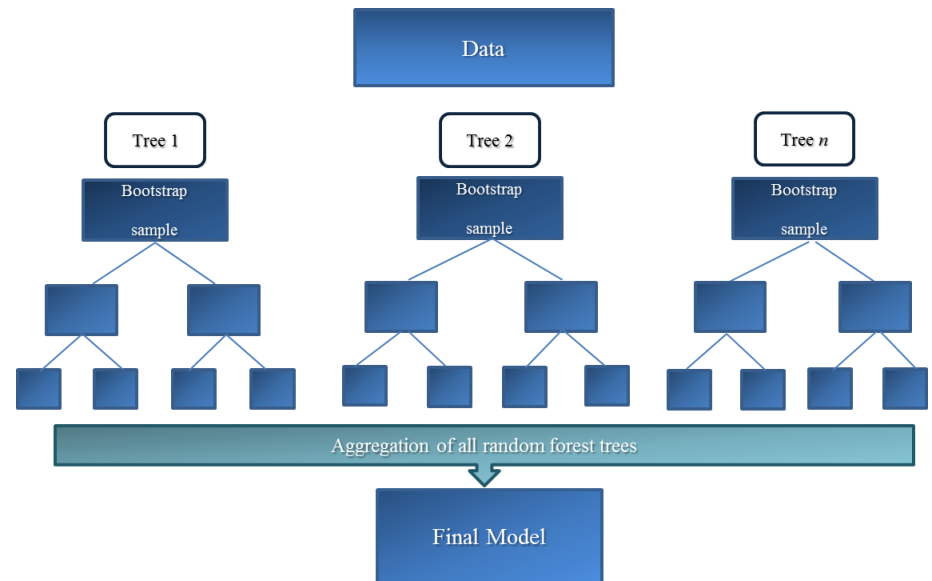 Data
Tree 1
Tree 2
Tree n
Bootstrap
sample
Bootstrap
sample
Bootstrap
sample
Aggregation of all random forest trees
Final Model